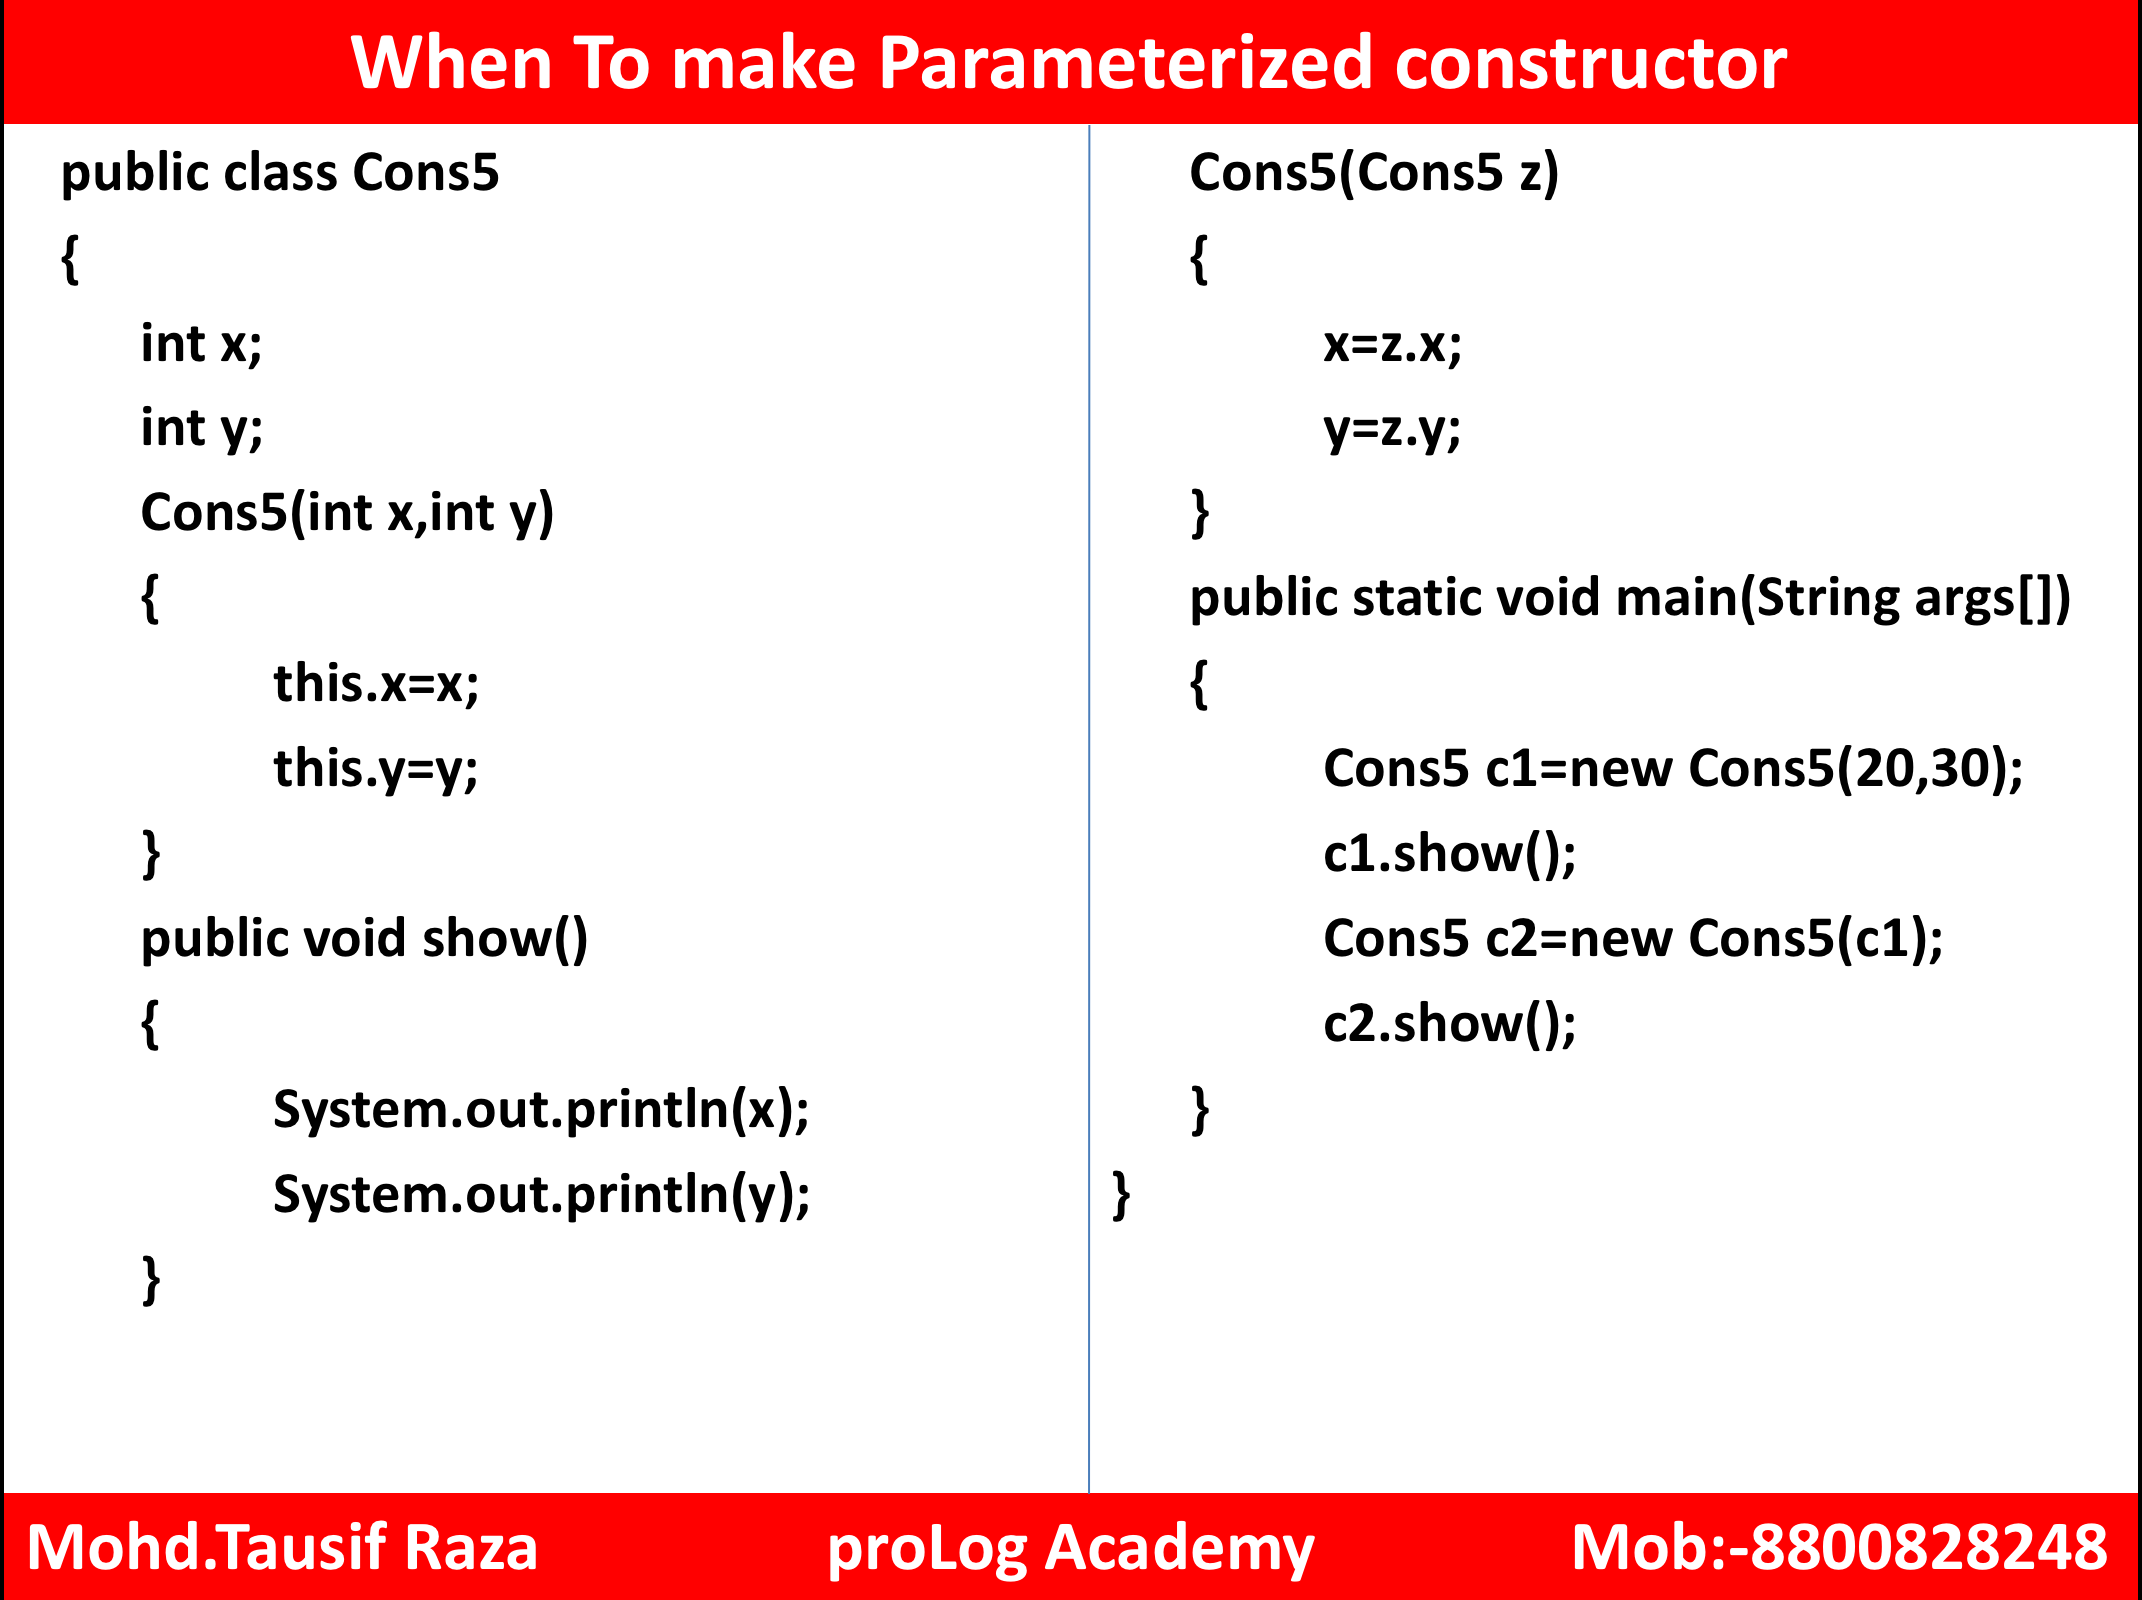 When To make Parameterized constructor
public class Cons5
{
int x;
int y;
Cons5(int x,int y)
{
this.x=x;
this.y=y;
}
public void show()
{
System.out.println(x);
System.out.println(y);
}
Cons5(Cons5 z)
{
x=z.x;
y=z.y;
}
public static void main(String args[])
{
Cons5 c1=new Cons5(20,30);
c1.show();
Cons5 c2=new Cons5(c1);
c2.show();
}
}
Mohd.Tausif Raza proLog Academy Mob:-8800828248